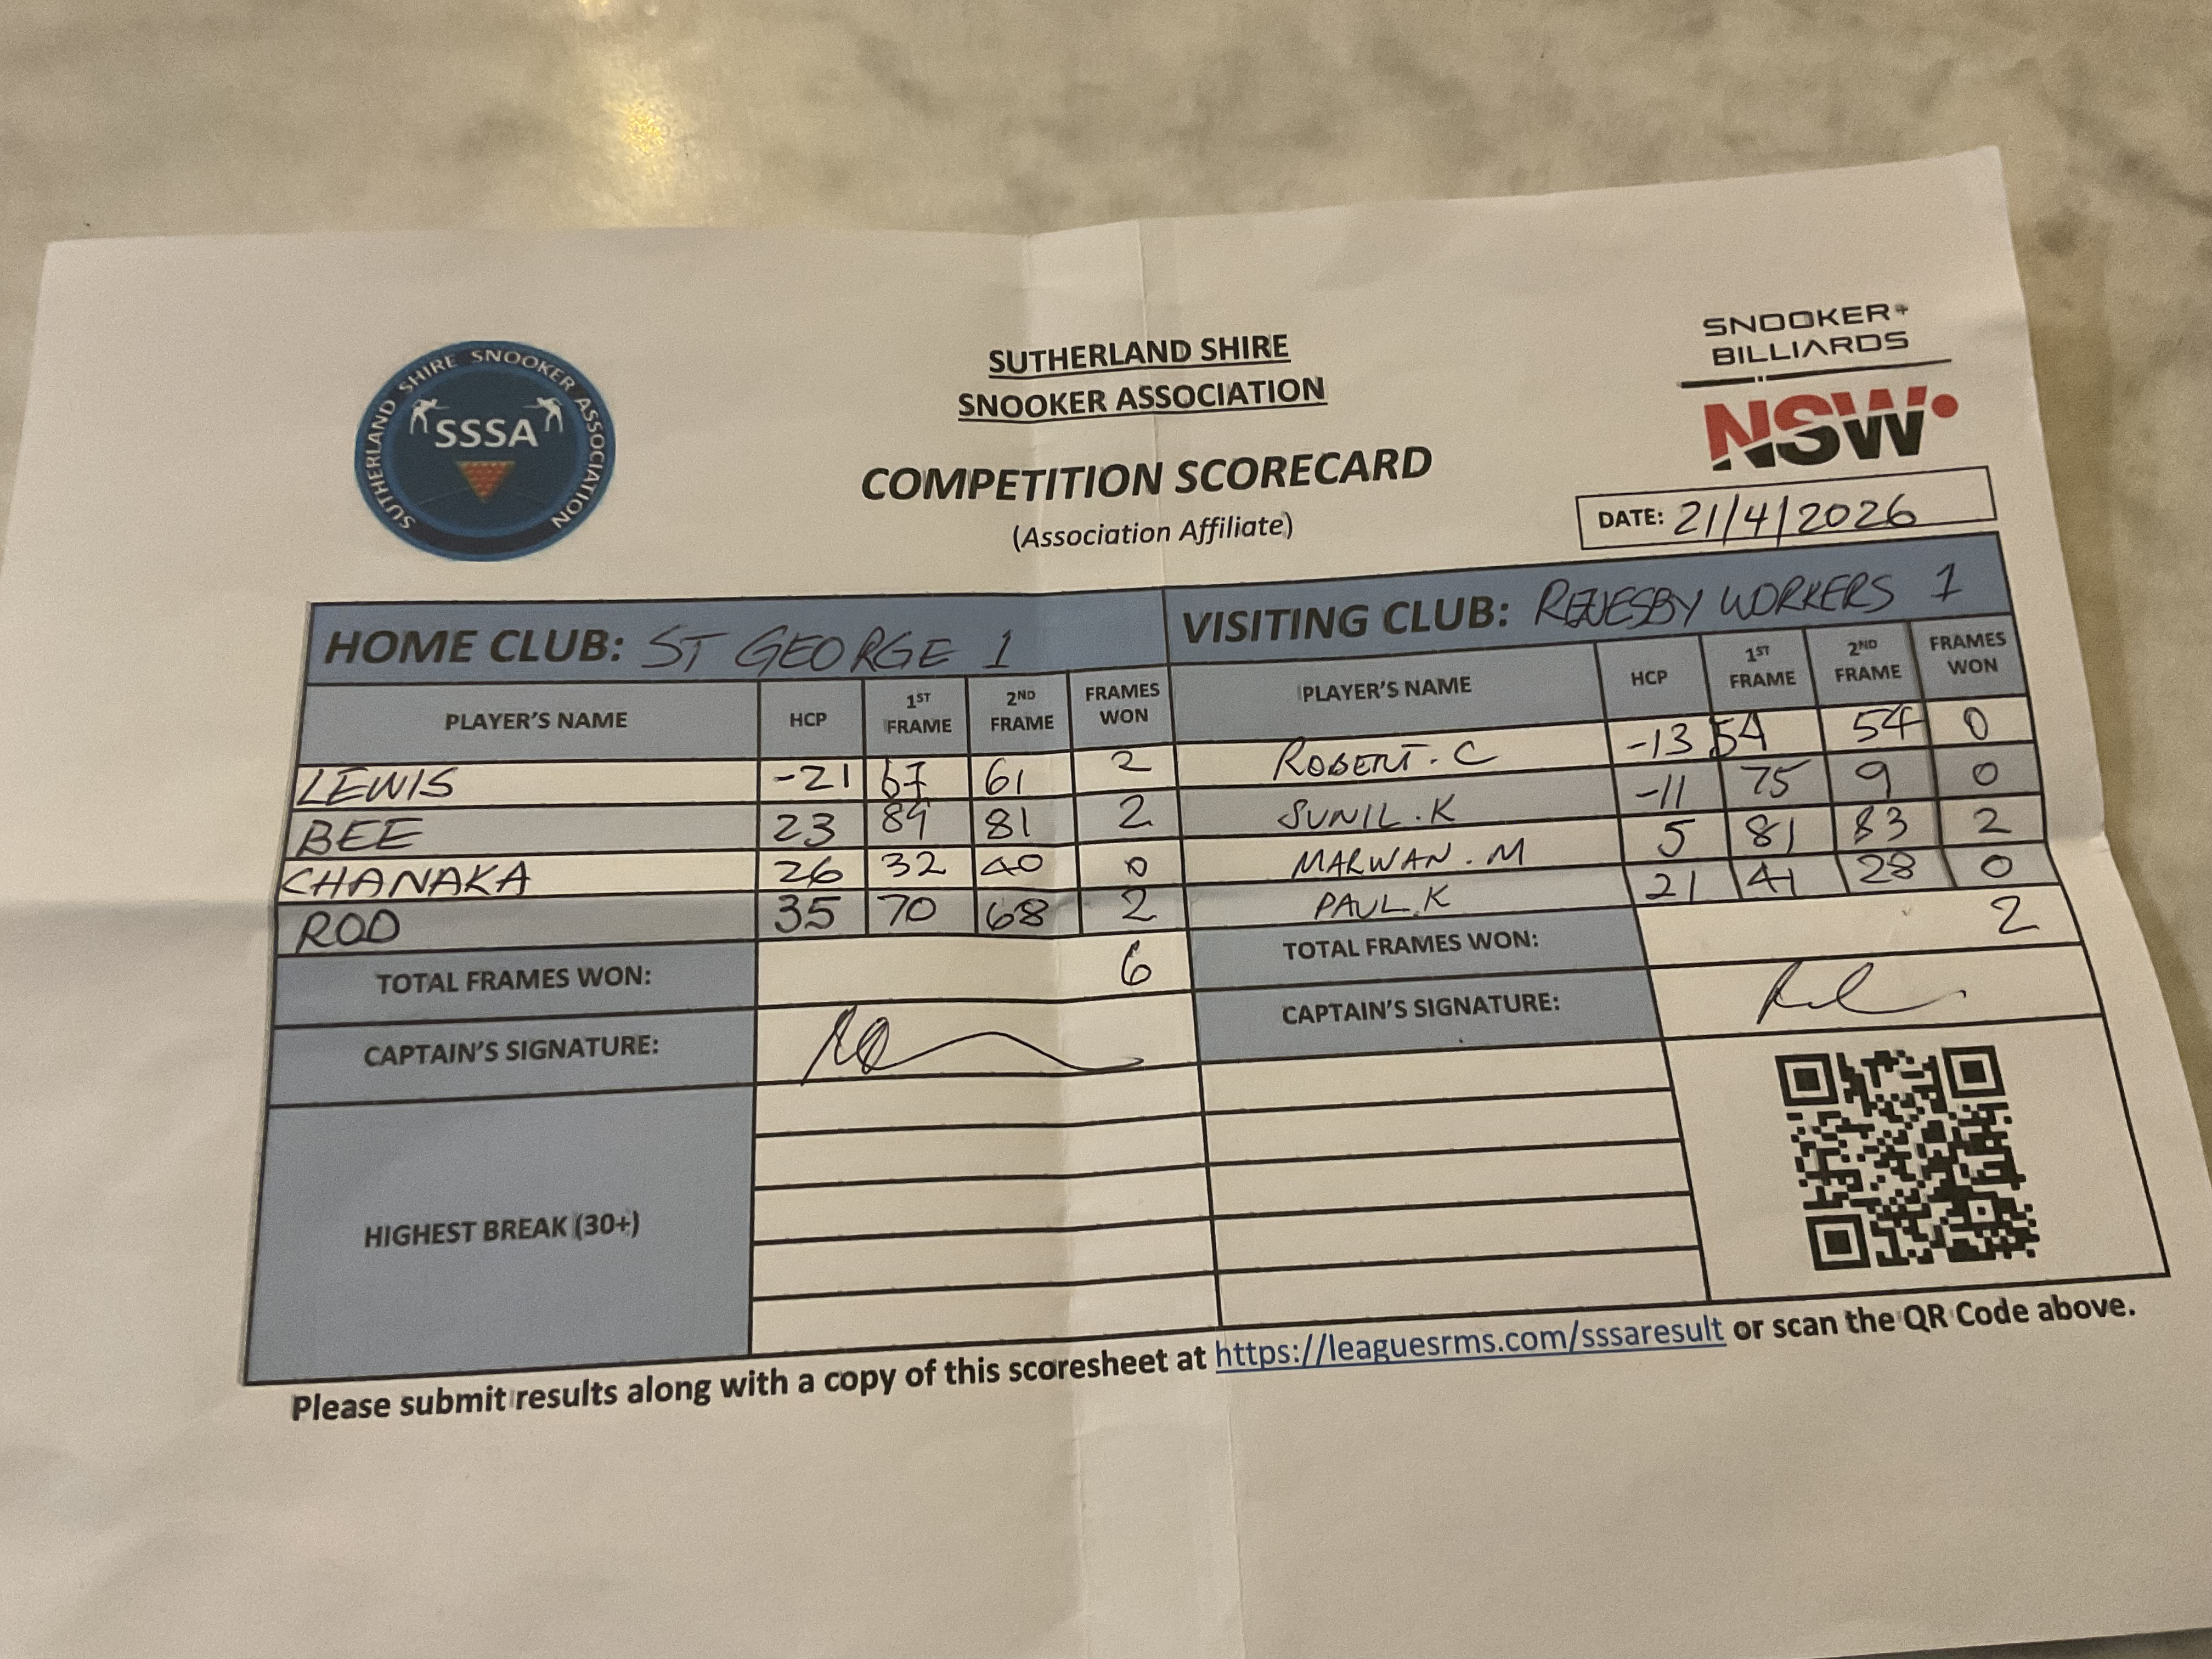 SUTHERLAND SHIRE SNOOKER ASSOCIATION
SSSA
SUTHERLAND SHIRE
SNOOKER ASSOCIATION
COMPETITION SCORECARD
(Association Affiliate)
SNOOKER+
BILLIARDS
NSW
DATE: 21/4/2026
HOME CLUB: ST GEORGE 1
VISITING CLUB: REVESBY WORKERS 1
PLAYER'S NAME HCP 1ST FRAME 2ND FRAME FRAMES WON
PLAYER'S NAME HCP 1ST FRAME 2ND FRAME FRAMES WON
LEWIS -21 67 61 2 ROBERT. C -13 54 54 0
BEE 23 89 81 2 SUNIL. K -11 75 9 0
CHANAKA 26 32 40 0 MARWAN. M 5 81 83 2
ROD 35 70 68 2 PAUL. K 21 41 28 0
TOTAL FRAMES WON: 6 TOTAL FRAMES WON: 2
CAPTAIN'S SIGNATURE: CAPTAIN'S SIGNATURE:
HIGHEST BREAK (30+)
Please submit results along with a copy of this scoresheet at https://leaguesrms.com/sssaresult or scan the QR Code above.